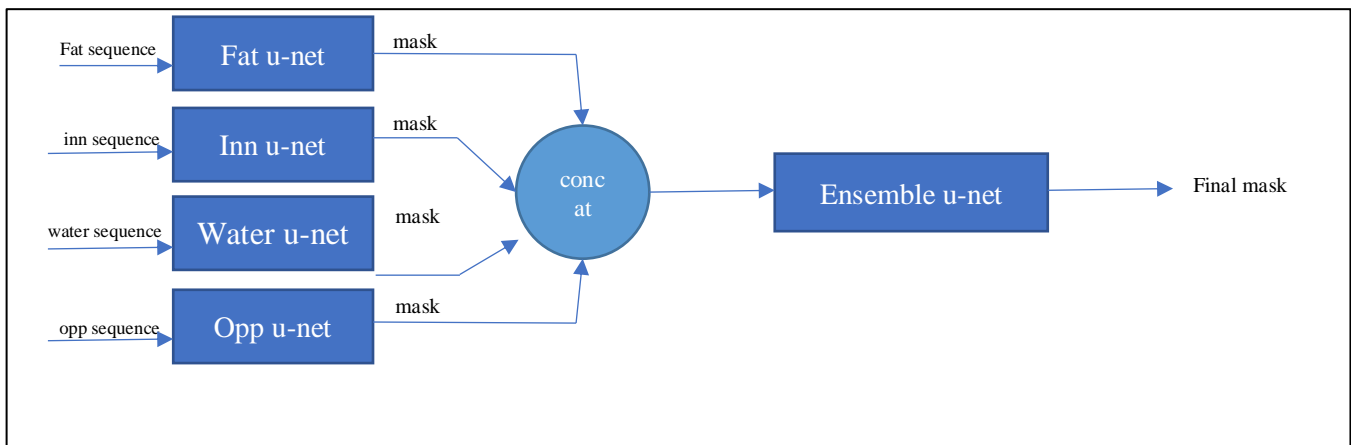 Fat sequence
Fat u-net
mask
inn sequence
Inn u-net
mask
water sequence
Water u-net
mask
opp sequence
Opp u-net
mask
conc
at
Ensemble u-net
Final mask